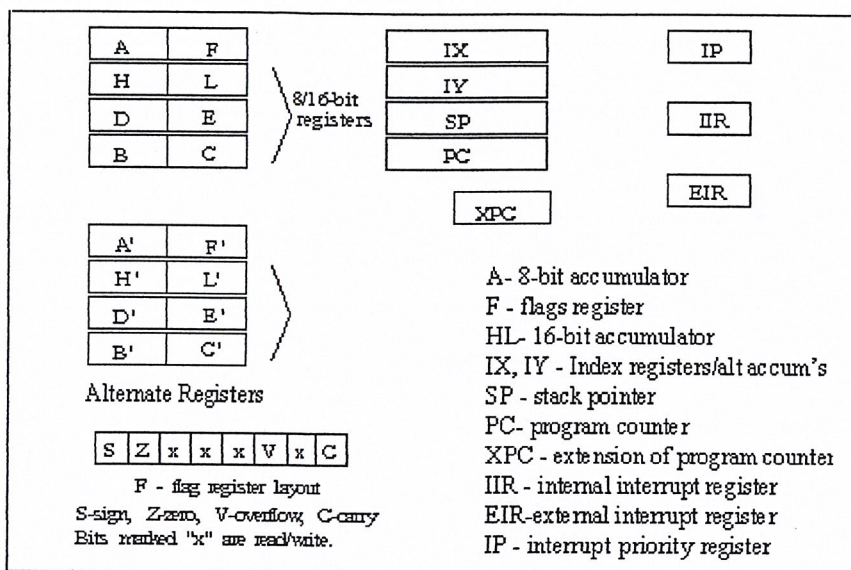 A F
H L
D E
B C
8/16-bit
registers
IX
IY
SP
PC
XPC
IP
IIR
EIR
A' F'
H' L'
D' E'
B' C'
Alternate Registers
S Z x x x V x C
F - flag register layout
S-sign, Z-zero, V-overflow, C-carry
Bits marked "x" are read/write.
A- 8-bit accumulator
F - flags register
HL- 16-bit accumulator
IX, IY - Index registers/alt accum's
SP - stack pointer
PC- program counter
XPC - extension of program counter
IIR - internal interrupt register
EIR-external interrupt register
IP - interrupt priority register